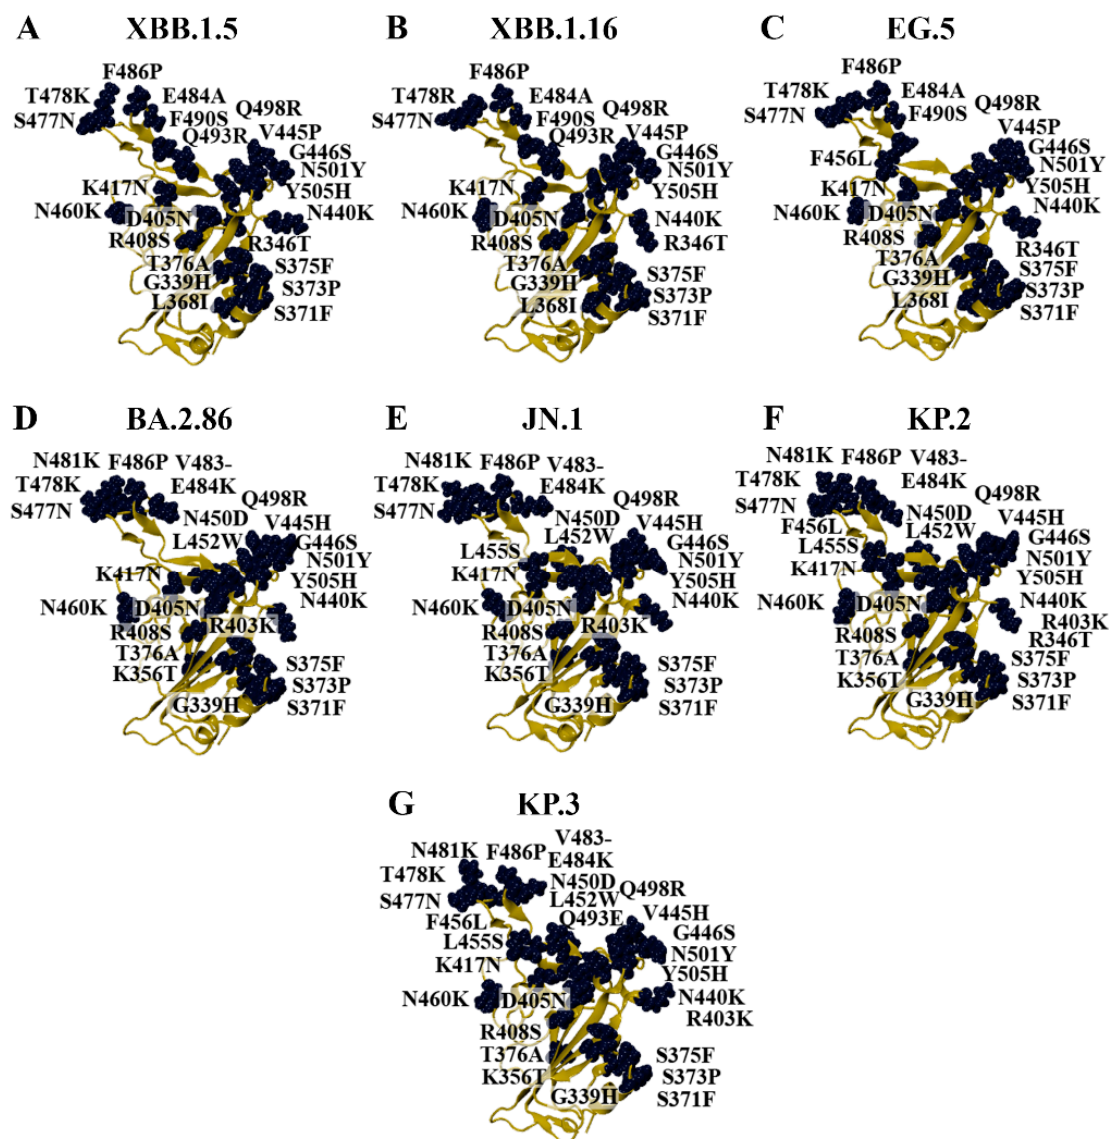 A XBB.1.5
F486P
T478K
E484A
S477N
F490S
Q498R
Q493R
V445P
G446S
N501Y
K417N
Y505H
N460K
D405N
N440K
R408S
R346T
T376A
S375F
G339H
S373P
L368I
S371F
B XBB.1.16
F486P
T478R
E484A
S477N
F490S
Q498R
Q493R
V445P
G446S
N501Y
K417N
Y505H
N460K
D405N
N440K
R408S
R346T
T376A
S375F
G339H
S373P
L368I
S371F
C EG.5
F486P
T478K
E484A
S477N
F490S
Q498R
V445P
G446S
F456L
N501Y
K417N
Y505H
N460K
D405N
N440K
R408S
R346T
T376A
S375F
G339H
S373P
L368I
S371F
D BA.2.86
N481K
F486P
V483-
T478K
E484K
S477N
Q498R
N450D
V445H
L452W
G446S
N501Y
K417N
Y505H
N460K
D405N
N440K
R408S
R403K
T376A
S375F
K356T
S373P
G339H
S371F
E JN.1
N481K
F486P
V483-
T478K
E484K
S477N
Q498R
N450D
V445H
L452W
G446S
L455S
N501Y
K417N
Y505H
N460K
D405N
N440K
R408S
R403K
T376A
S375F
K356T
S373P
G339H
S371F
F KP.2
N481K
F486P
V483-
T478K
E484K
S477N
Q498R
N450D
F456L
V445H
L452W
G446S
L455S
N501Y
K417N
Y505H
N460K
D405N
N440K
R403K
R408S
R346T
T376A
S375F
K356T
S373P
G339H
S371F
G KP.3
V483-
N481K
F486P
E484K
T478K
N450D
Q498R
S477N
L452W
F456L
Q493E
V445H
L455S
G446S
K417N
N501Y
Y505H
N460K
D405N
N440K
R403K
R408S
T376A
S375F
K356T
S373P
G339H
S371F